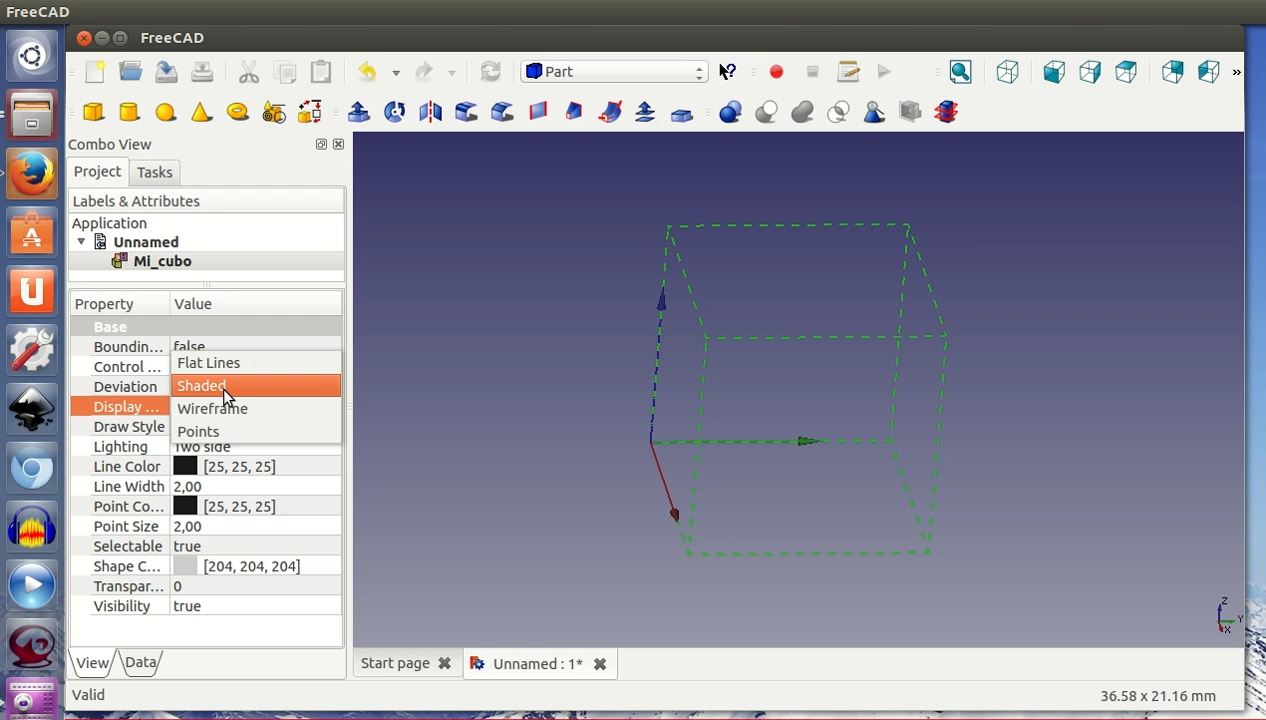 FreeCAD
FreeCAD
Part
»
Combo View
Project
Tasks
Labels & Attributes
Application
Unnamed
Mi_cubo
Property Value
Base
Boundin... false
Control ...
Flat Lines
Deviation
Shaded
Display ...
Wireframe
Draw Style
Points
Lighting Two side
Line Color [25, 25, 25]
Line Width 2,00
Point Co... [25, 25, 25]
Point Size 2,00
Selectable true
Shape C... [204, 204, 204]
Transpar... 0
Visibility true
View
Data
Start page
Unnamed : 1*
Z
Y
X
Valid
36.58 x 21.16 mm